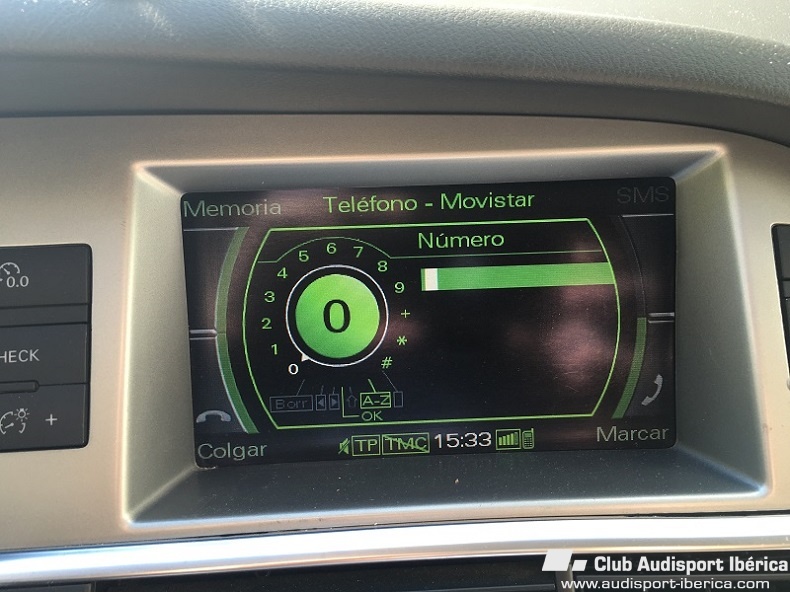 Memoria
Teléfono - Movistar
SMS
Número
0
0 1 2 3 4 5 6 7 8 9 + * #
Borr A-Z
OK
Colgar
TP TMC 15:33
Marcar
0.0
CHECK
+
Club Audisport Ibérica
www.audisport-iberica.com